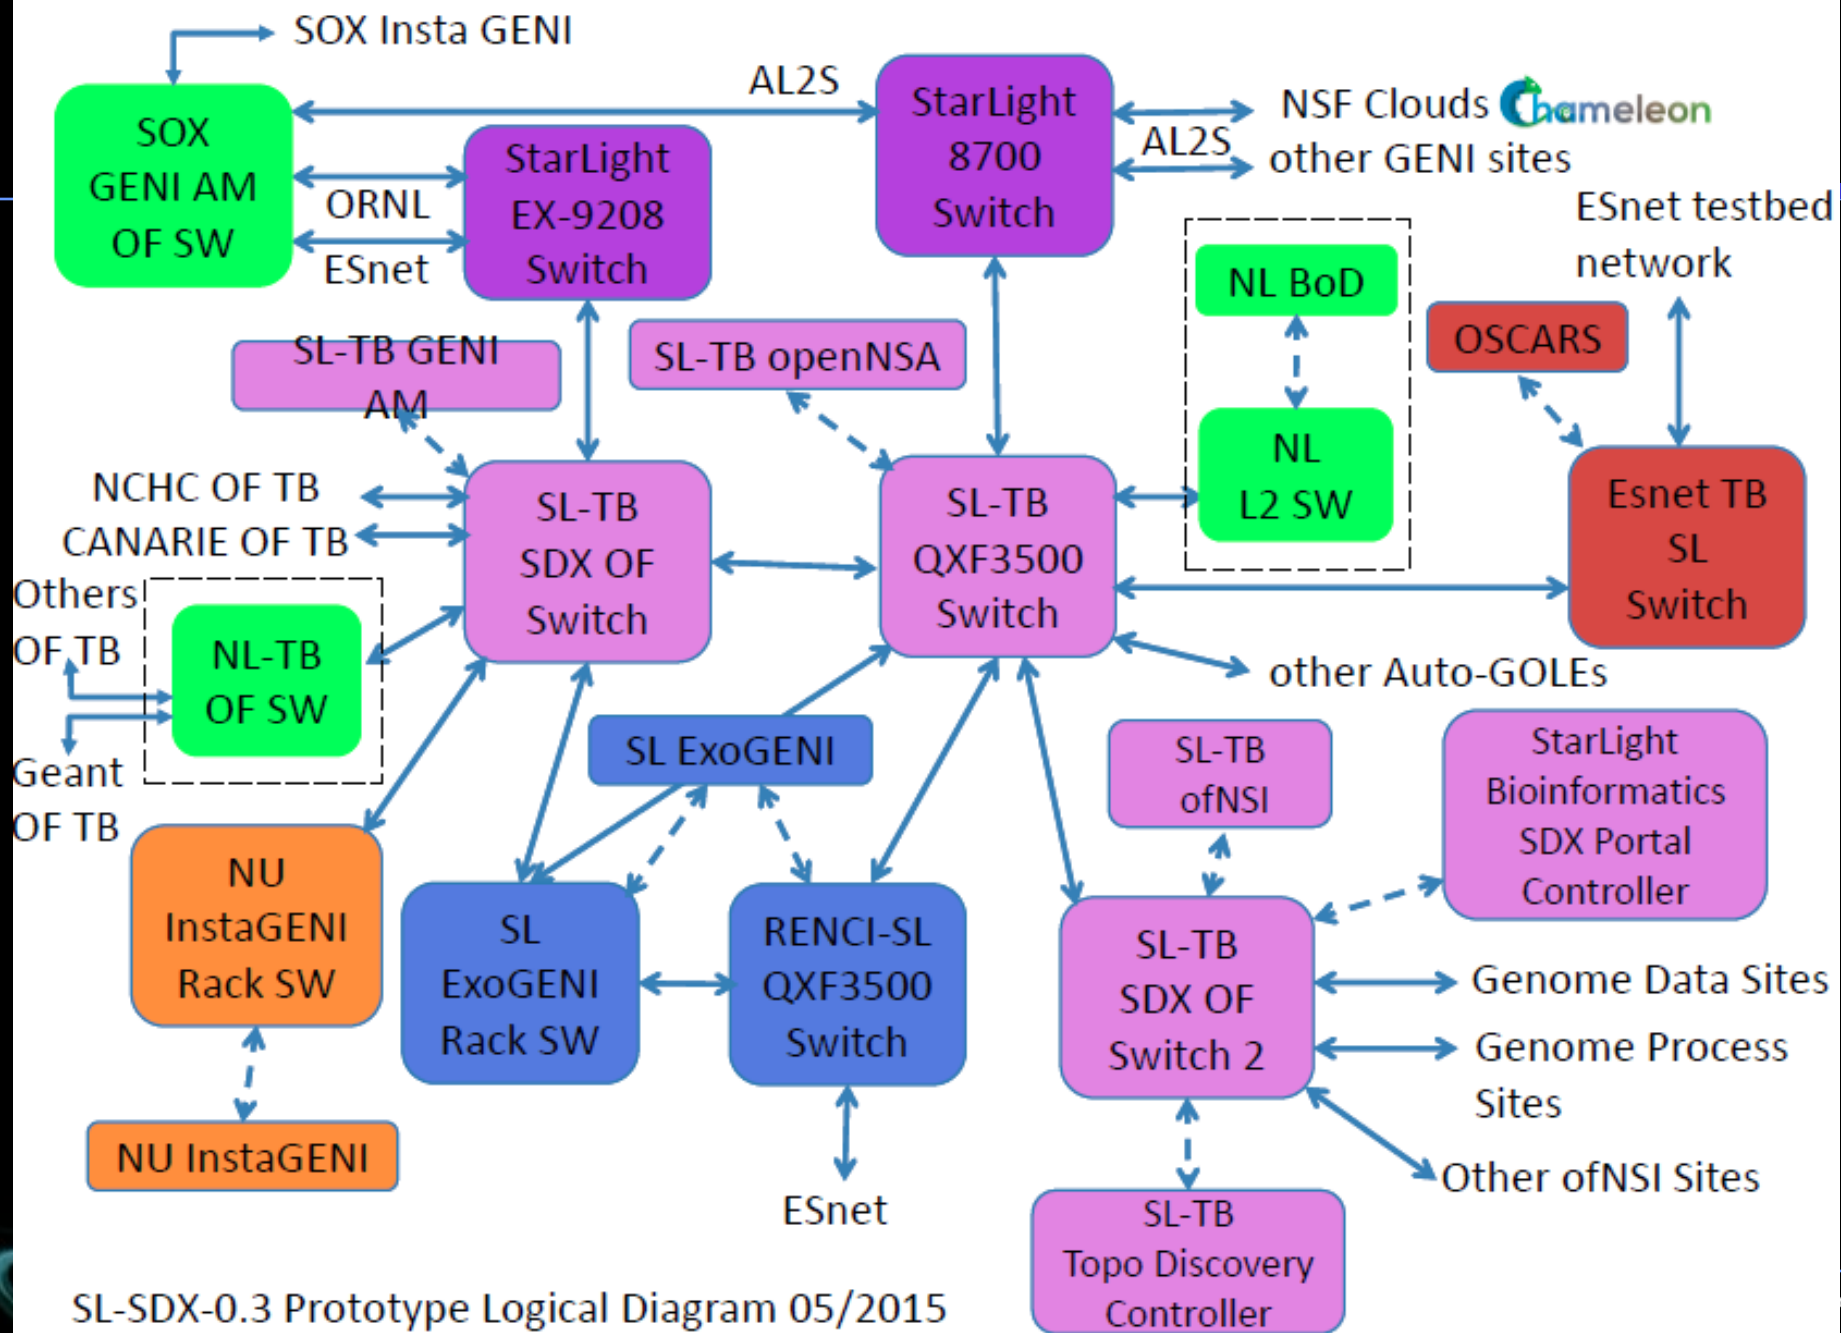 SOX Insta GENI
SOX
GENI AM
OF SW
AL2S
ORNL
ESnet
StarLight
EX-9208
Switch
StarLight
8700
Switch
NSF Clouds Chameleon
AL2S
other GENI sites
ESnet testbed
network
NL BoD
NL
L2 SW
OSCARS
Esnet TB
SL
Switch
SL-TB GENI
AM
SL-TB openNSA
NCHC OF TB
CANARIE OF TB
SL-TB
SDX OF
Switch
SL-TB
QXF3500
Switch
Others
OF TB
NL-TB
OF SW
Geant
OF TB
other Auto-GOLEs
SL ExoGENI
SL-TB
ofNSI
StarLight
Bioinformatics
SDX Portal
Controller
NU
InstaGENI
Rack SW
SL
ExoGENI
Rack SW
RENCI-SL
QXF3500
Switch
SL-TB
SDX OF
Switch 2
Genome Data Sites
Genome Process
Sites
Other ofNSI Sites
NU InstaGENI
ESnet
SL-TB
Topo Discovery
Controller
SL-SDX-0.3 Prototype Logical Diagram 05/2015